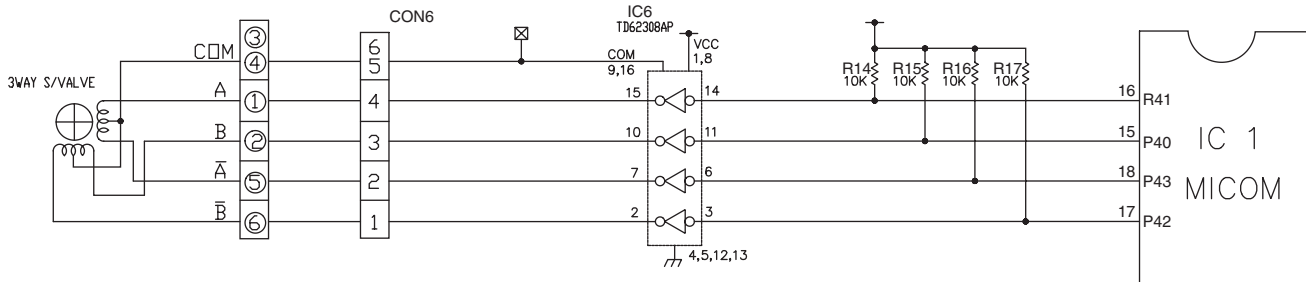 CON6
IC6
TD62308AP
VCC
1,8
COM
9,16
3WAY S/VALVE
COM
③
④
6
5
A
①
4
15
14
R14
10K
R15
10K
R16
10K
R17
10K
16
R41
B
②
3
10
11
15
P40
IC 1
A̅
⑤
2
7
6
18
P43
MICOM
B̅
⑥
1
2
3
17
P42
4,5,12,13